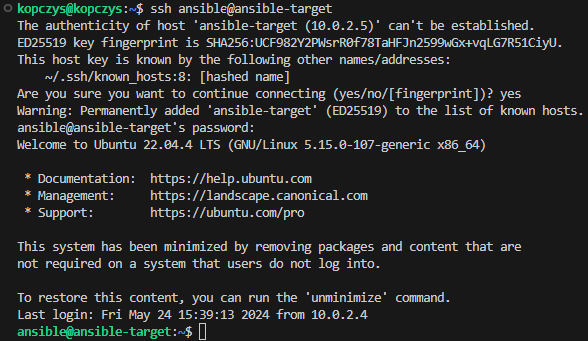 kopczys@kopczys:~$ ssh ansible@ansible-target
The authenticity of host 'ansible-target (10.0.2.5)' can't be established.
ED25519 key fingerprint is SHA256:UCF982Y2PWsrR0f78TaHFJn2599wGx+vqLG7R51CiyU.
This host key is known by the following other names/addresses:
    ~/.ssh/known_hosts:8: [hashed name]
Are you sure you want to continue connecting (yes/no/[fingerprint])? yes
Warning: Permanently added 'ansible-target' (ED25519) to the list of known hosts.
ansible@ansible-target's password:
Welcome to Ubuntu 22.04.4 LTS (GNU/Linux 5.15.0-107-generic x86_64)

 * Documentation:  https://help.ubuntu.com
 * Management:     https://landscape.canonical.com
 * Support:        https://ubuntu.com/pro

This system has been minimized by removing packages and content that are
not required on a system that users do not log into.

To restore this content, you can run the 'unminimize' command.
Last login: Fri May 24 15:39:13 2024 from 10.0.2.4
ansible@ansible-target:~$